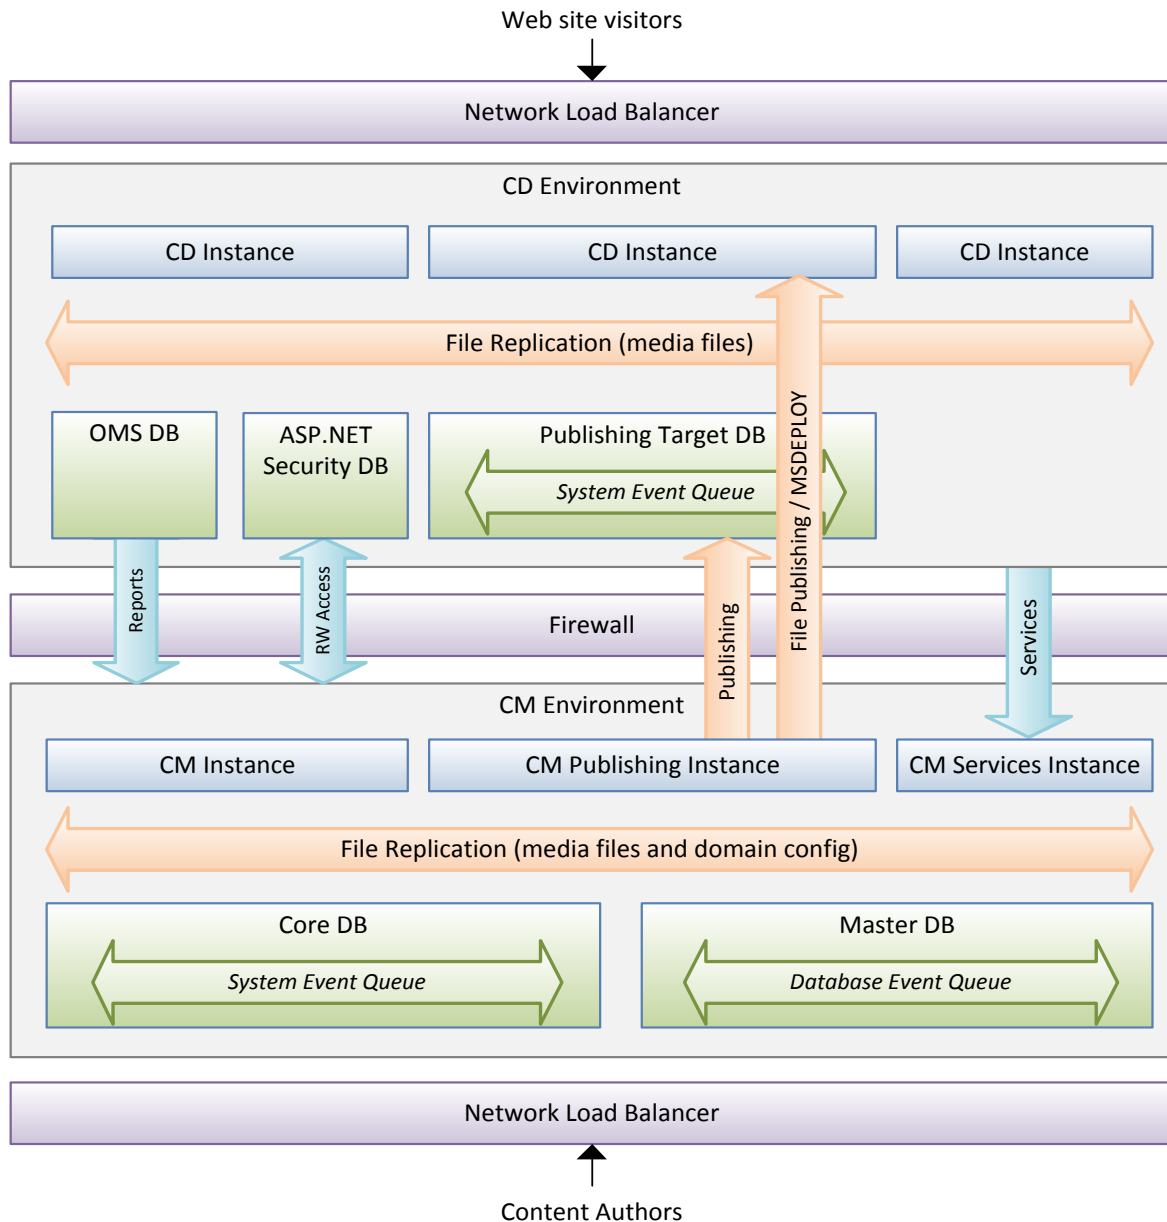 Web site visitors
Network Load Balancer
CD Environment
CD Instance
CD Instance
CD Instance
File Replication (media files)
OMS DB
ASP.NET
Security DB
Publishing Target DB
System Event Queue
File Publishing / MSDEPLOY
Reports
RW Access
Publishing
Services
Firewall
CM Environment
CM Instance
CM Publishing Instance
CM Services Instance
File Replication (media files and domain config)
Core DB
System Event Queue
Master DB
Database Event Queue
Network Load Balancer
Content Authors